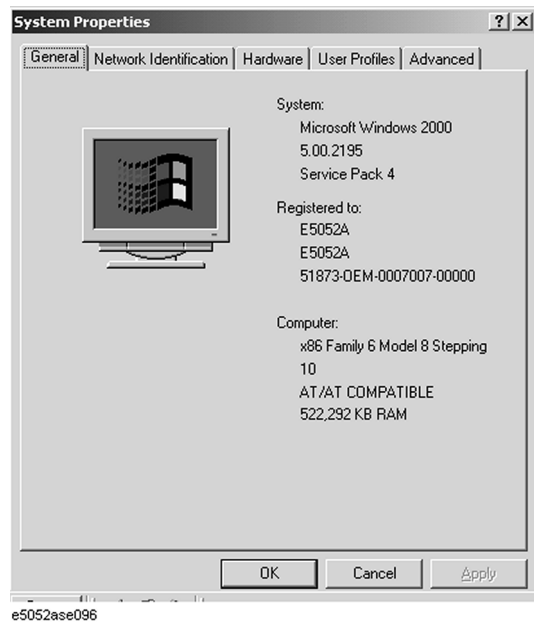 System Properties
General Network Identification Hardware User Profiles Advanced
System:
Microsoft Windows 2000
5.00.2195
Service Pack 4
Registered to:
E5052A
E5052A
51873-OEM-0007007-00000
Computer:
x86 Family 6 Model 8 Stepping
10
AT/AT COMPATIBLE
522,292 KB RAM
OK Cancel Apply
e5052ase096